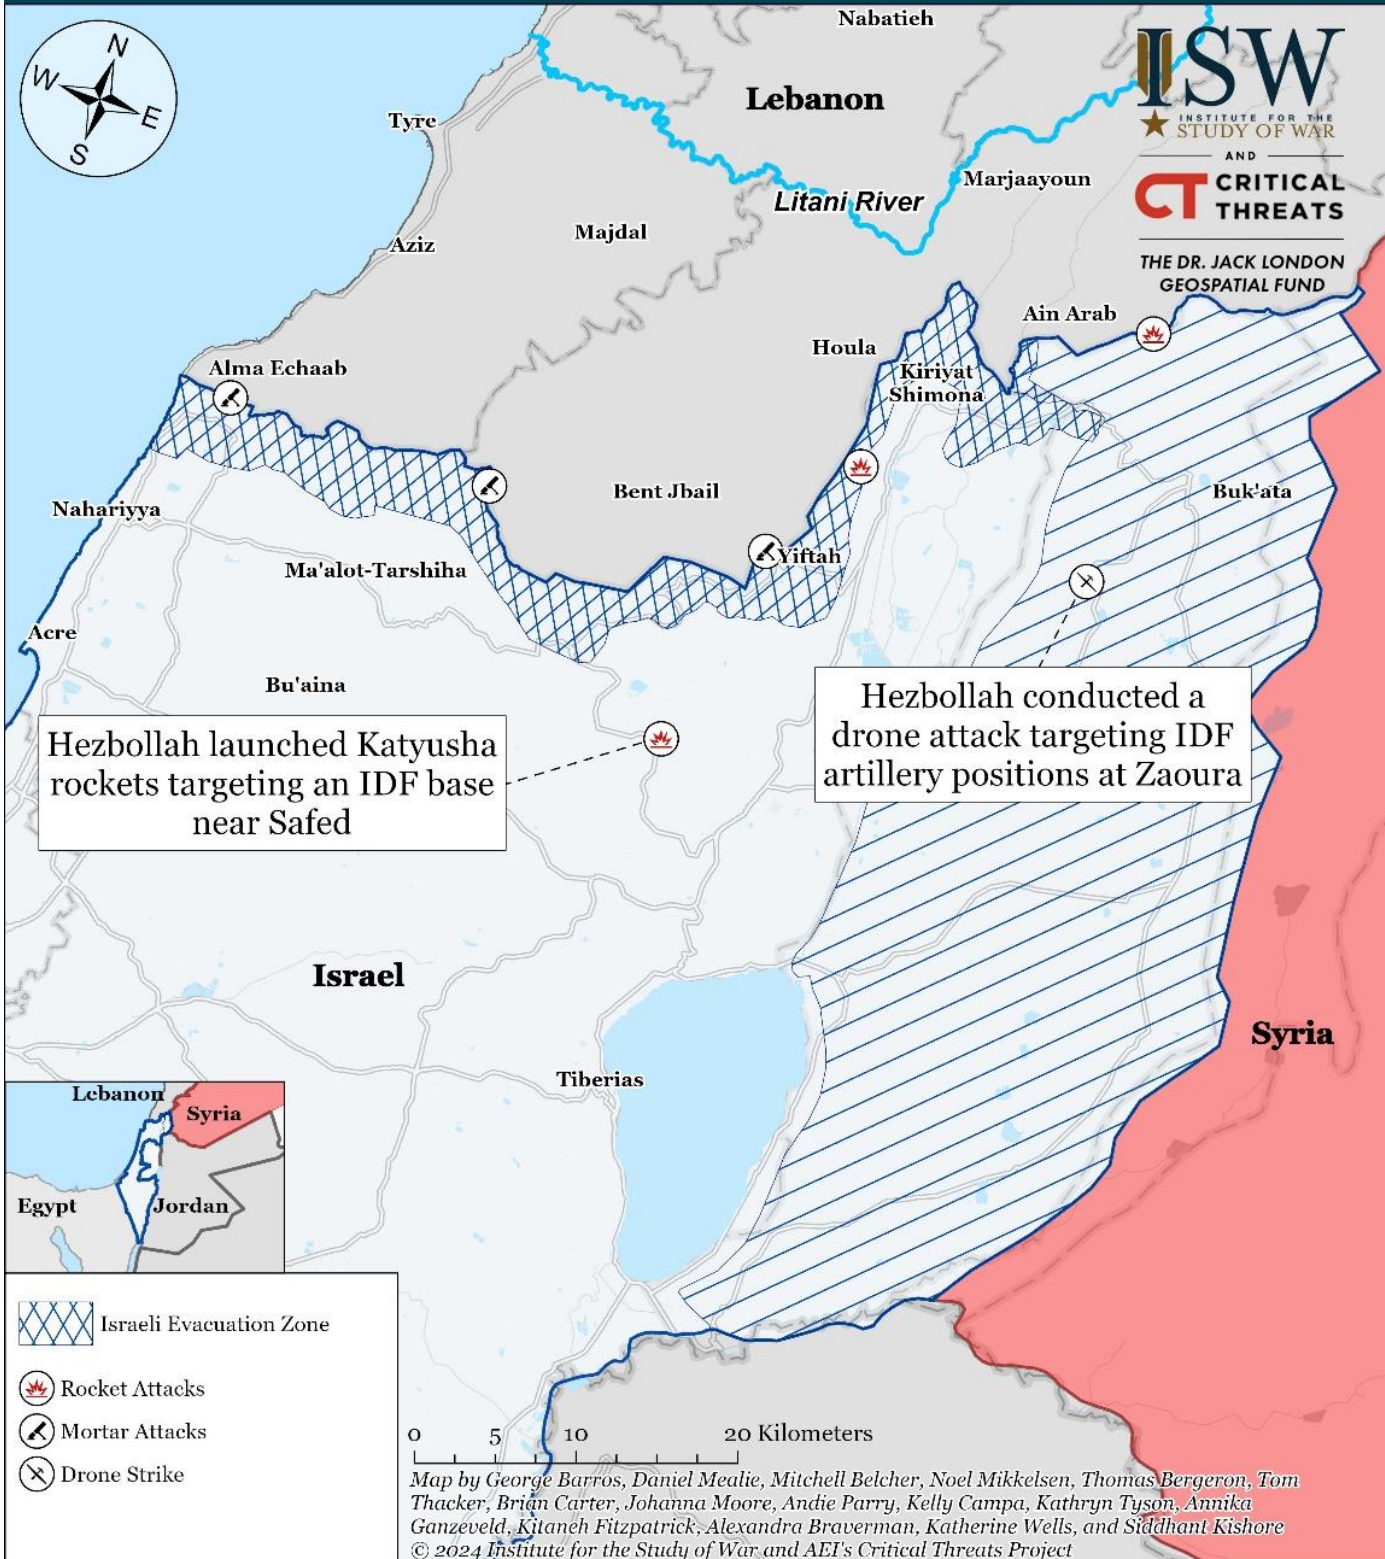 Nabatieh
ISW
INSTITUTE FOR THE
STUDY OF WAR
AND
CT CRITICAL
THREATS
THE DR. JACK LONDON
GEOSPATIAL FUND
N
W
E
S
Lebanon
Tyre
Marjaayoun
Litani River
Majdal
Aziz
Ain Arab
Houla
Alma Echaab
Kiriyat
Shimona
Bent Jbail
Buk'ata
Nahariyya
Yiftah
Ma'alot-Tarshiha
Acre
Bu'aina
Hezbollah launched Katyusha
rockets targeting an IDF base
near Safed
Hezbollah conducted a
drone attack targeting IDF
artillery positions at Zaoura
Israel
Syria
Tiberias
Lebanon
Syria
Egypt
Jordan
Israeli Evacuation Zone
Rocket Attacks
Mortar Attacks
Drone Strike
0 5 10 20 Kilometers
Map by George Barros, Daniel Mealie, Mitchell Belcher, Noel Mikkelsen, Thomas Bergeron, Tom
Thacker, Brian Carter, Johanna Moore, Andie Parry, Kelly Campa, Kathryn Tyson, Annika
Ganzeveld, Kitaneh Fitzpatrick, Alexandra Braverman, Katherine Wells, and Siddhant Kishore
© 2024 Institute for the Study of War and AEI's Critical Threats Project